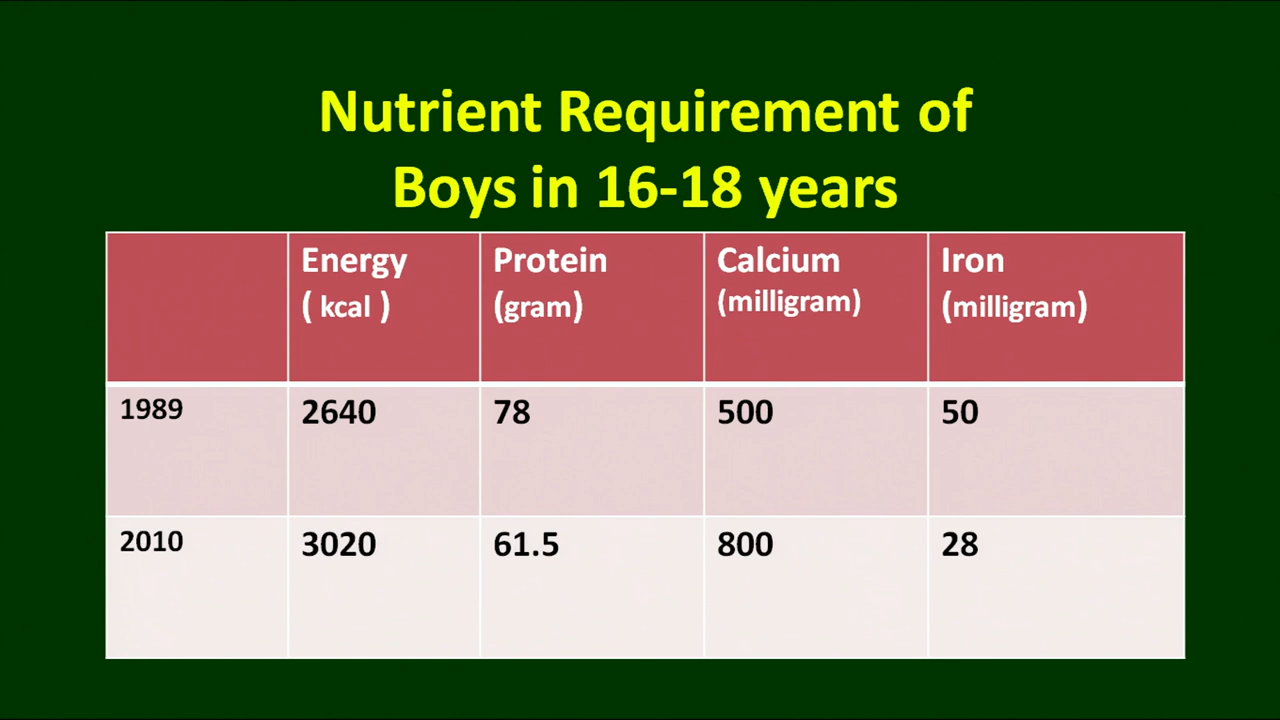 Nutrient Requirement of
Boys in 16-18 years
Energy Protein Calcium Iron
( kcal ) (gram) (milligram) (milligram)
1989 2640 78 500 50
2010 3020 61.5 800 28